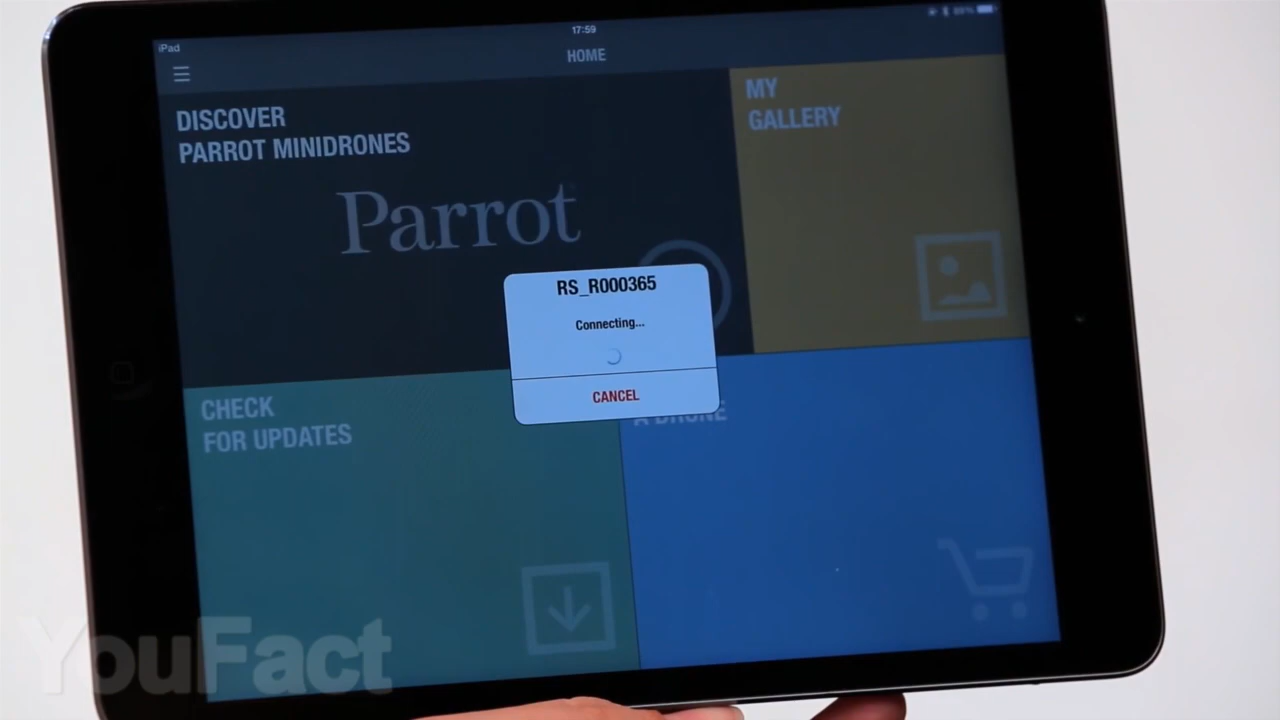 iPad
17:59
HOME
DISCOVER
PARROT MINIDRONES
MY
GALLERY
Parrot
RS_R000365
Connecting...
CANCEL
CHECK
FOR UPDATES
A DRONE
YouFact